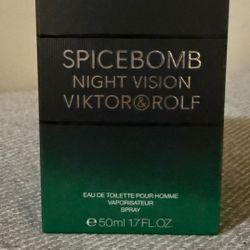 SPICEBOMB
NIGHT VISION
VIKTOR&ROLF
EAU DE TOILETTE POUR HOMME
VAPORISATEUR
SPRAY
℮50ml 1.7FL.OZ.